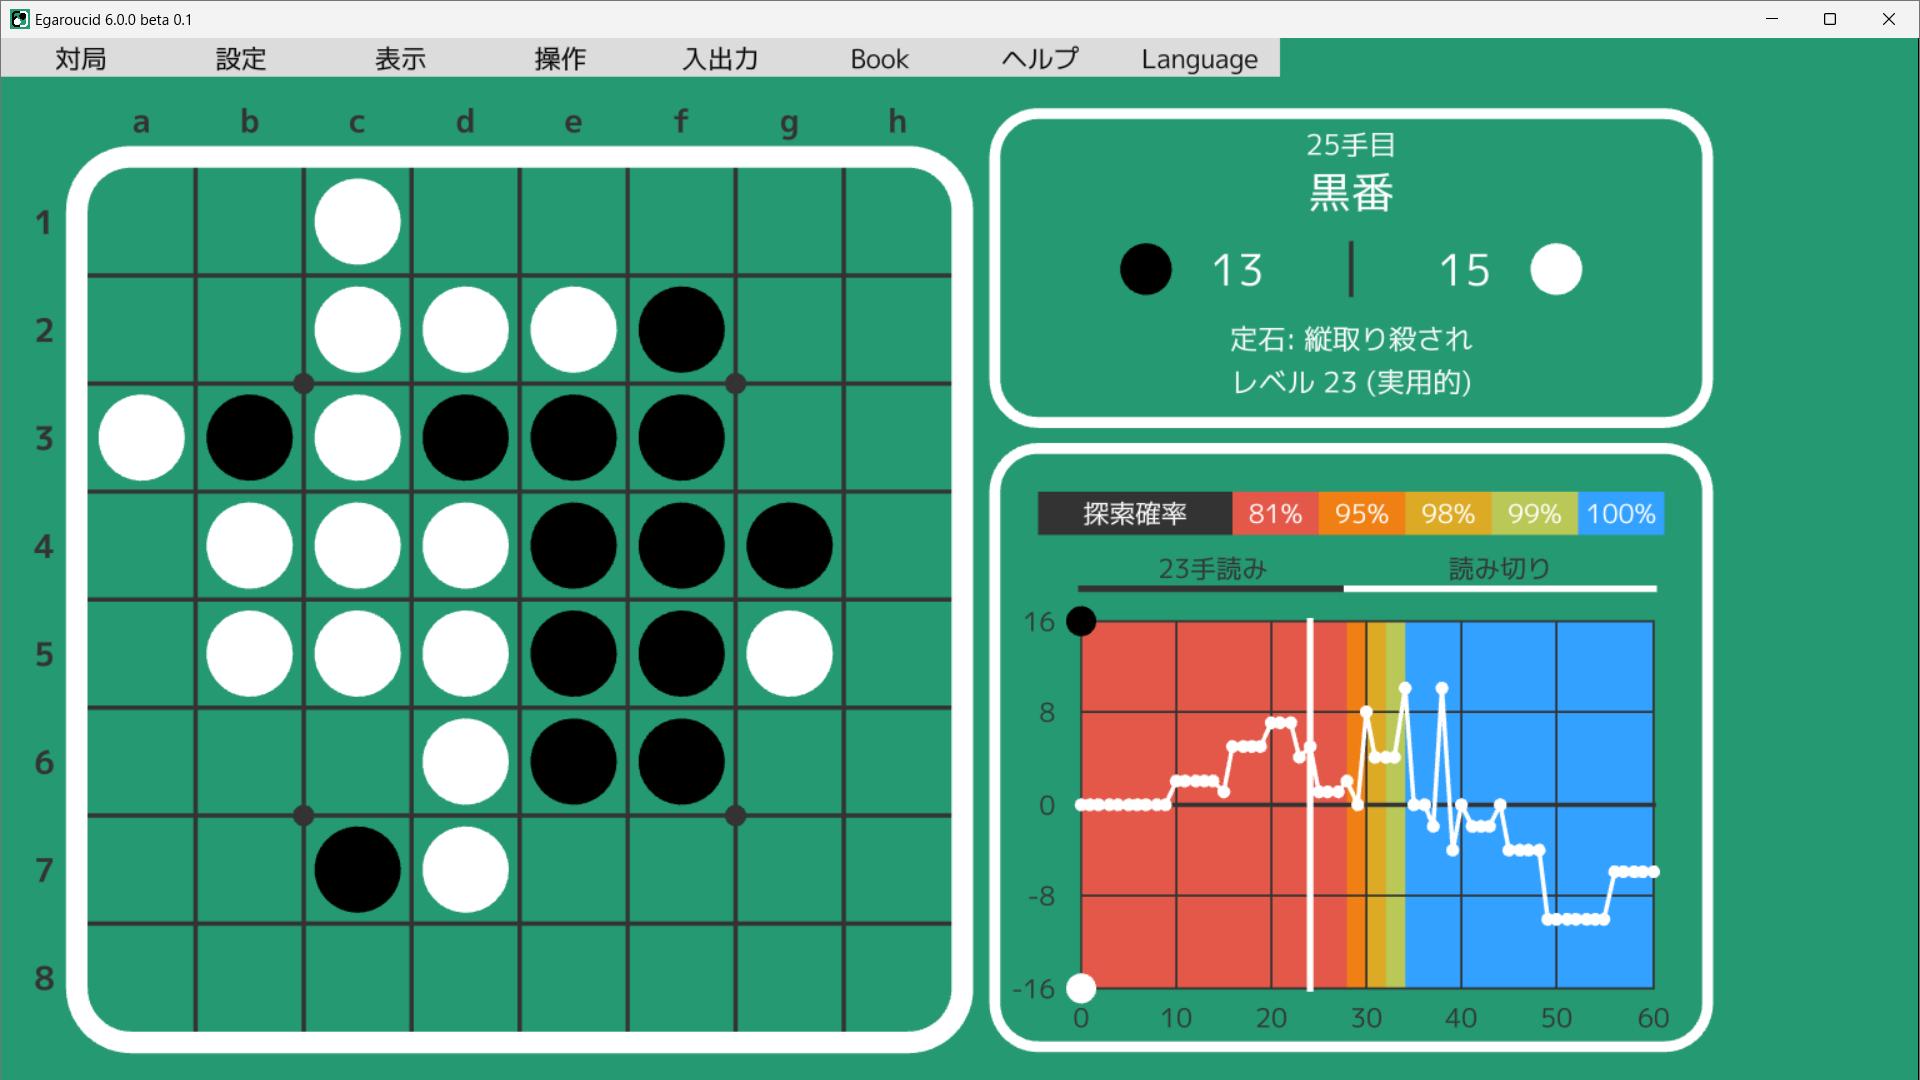 Egaroucid 6.0.0 beta 0.1
対局 設定 表示 操作 入出力 Book ヘルプ Language
a b c d e f g h
1
2
3
4
5
6
7
8
25手目
黒番
13 15
定石: 縦取り殺され
レベル 23 (実用的)
探索確率 81% 95% 98% 99% 100%
23手読み 読み切り
16
8
0
-8
-16
0 10 20 30 40 50 60